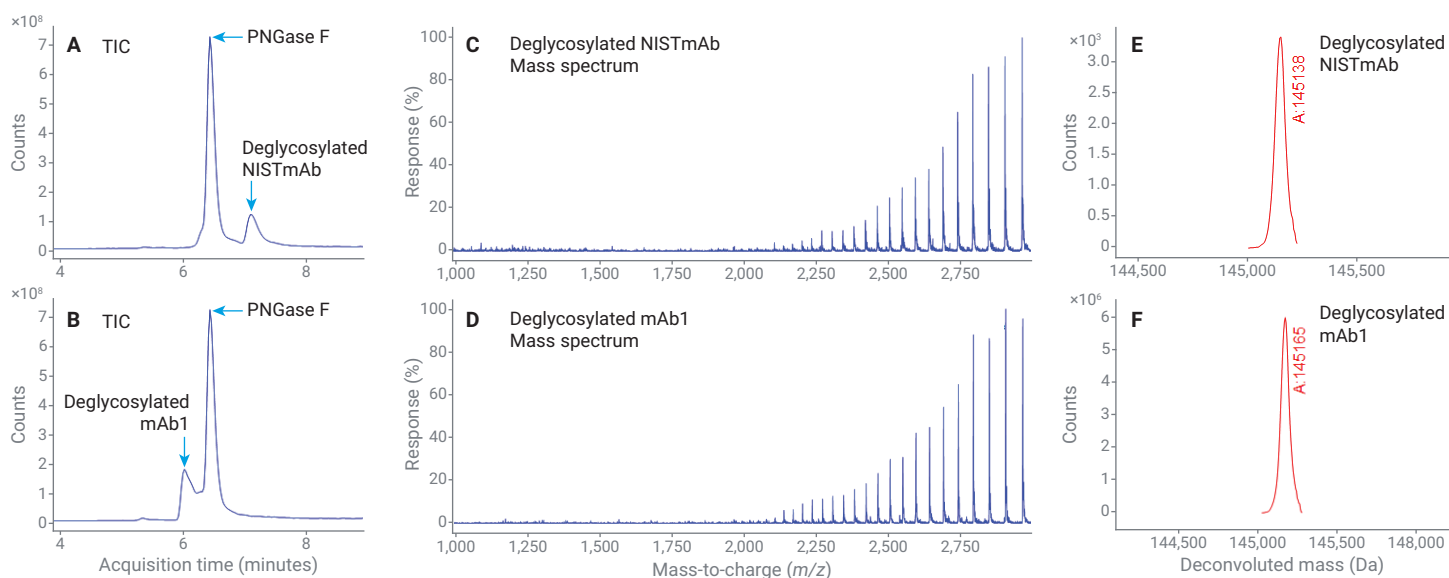 A TIC
×10⁸
Counts
7
6
5
4
3
2
1
0
PNGase F
Deglycosylated
NISTmAb
4 6 8
B TIC
×10⁸
Counts
7
6
5
4
3
2
1
0
PNGase F
Deglycosylated
mAb1
4 6 8
Acquisition time (minutes)
C Deglycosylated NISTmAb
Mass spectrum
Response (%)
100
80
60
40
20
0
1,000 1,250 1,500 1,750 2,000 2,250 2,500 2,750
D Deglycosylated mAb1
Mass spectrum
Response (%)
100
80
60
40
20
0
1,000 1,250 1,500 1,750 2,000 2,250 2,500 2,750
Mass-to-charge (m/z)
E Deglycosylated
NISTmAb
×10³
Counts
3.0
2.5
2.0
1.5
1.0
0.5
0
A:145138
144,500 145,000 145,500
F Deglycosylated
mAb1
×10⁶
Counts
6
5
4
3
2
1
0
A:145165
144,500 145,000 145,500 148,000
Deconvoluted mass (Da)